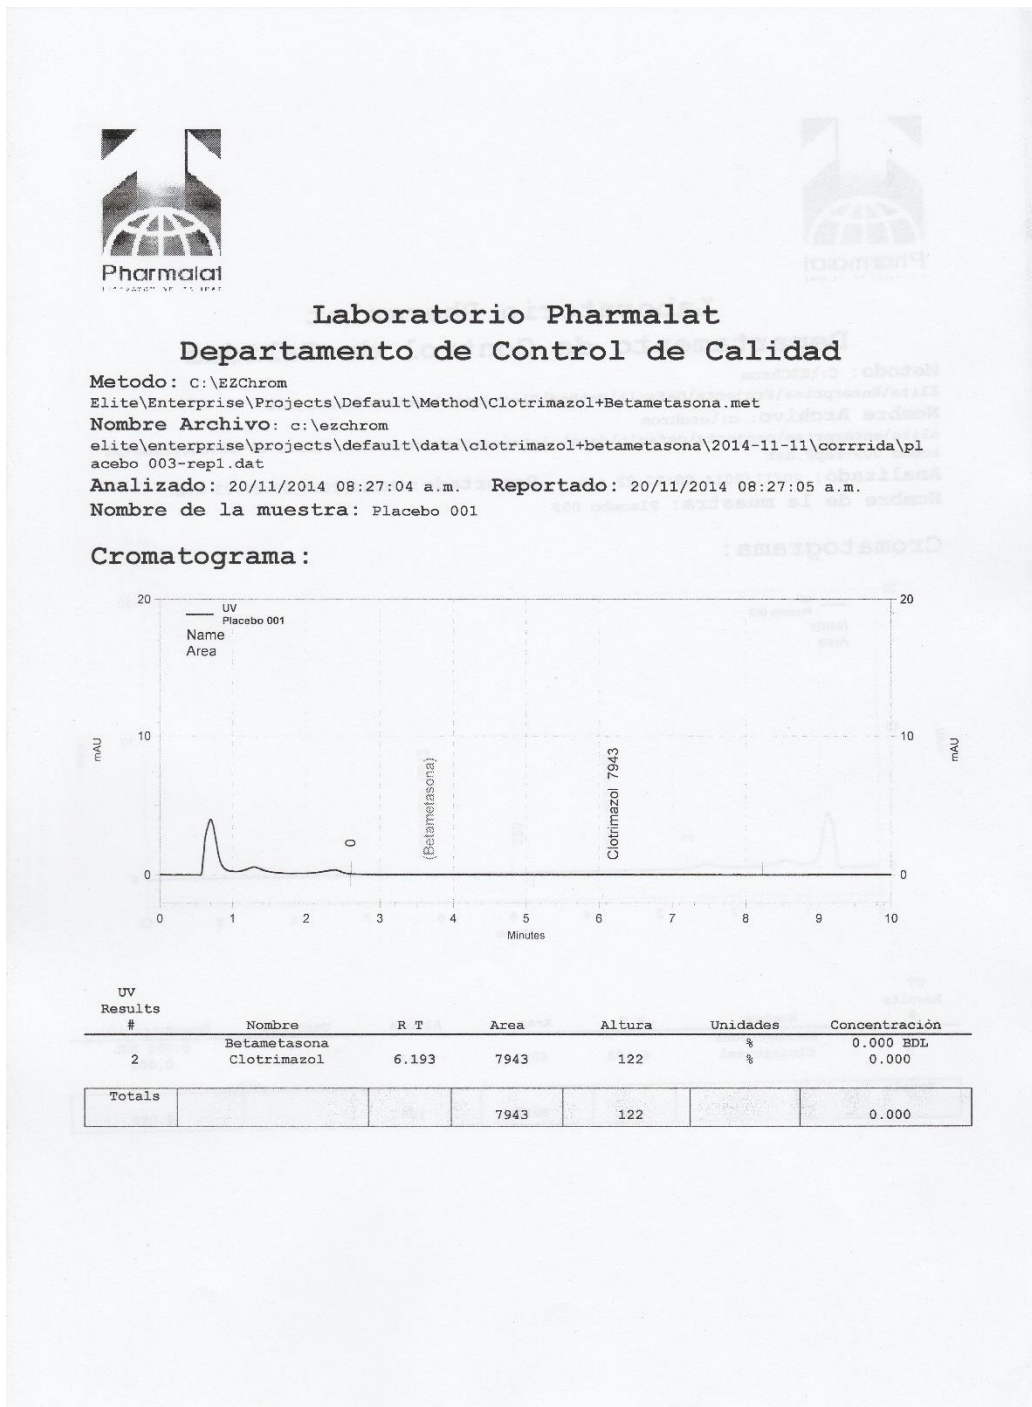 Pharmalat
Laboratorio Pharmalat
Departamento de Control de Calidad
Metodo: C:\EZChrom
Elite\Enterprise\Projects\Default\Method\Clotrimazol+Betametasona.met
Nombre Archivo: c:\ezchrom
elite\enterprise\projects\default\data\clotrimazol+betametasona\2014-11-11\corrrida\pl
acebo 003-rep1.dat
Analizado: 20/11/2014 08:27:04 a.m. Reportado: 20/11/2014 08:27:05 a.m.
Nombre de la muestra: Placebo 001
Cromatograma:
20 20
UV
Placebo 001
Name
Area
10 10
mAU mAU
0
(Betametasona)
Clotrimazol 7943
0 0
0 1 2 3 4 5 6 7 8 9 10
Minutes
UV
Results
# Nombre R T Area Altura Unidades Concentración
Betametasona % 0.000 BDL
2 Clotrimazol 6.193 7943 122 % 0.000
Totals
7943 122 0.000